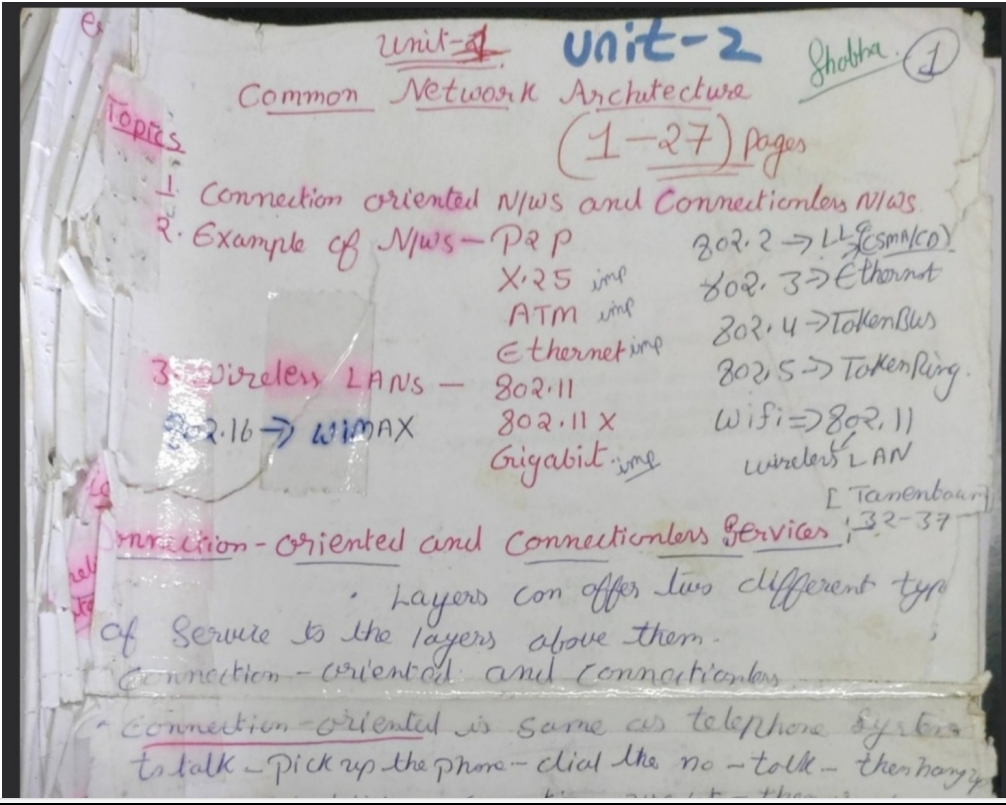 Unit-1 Unit-2 Shobha 1
Common Network Architecture
Topics
(1-27) Pages
1. Connection oriented N/WS and Connectionless N/WS.
2. Example of N/WS - P2P 802.2 → (CSMA/CD)
X.25 imp 802.3 → Ethernet
ATM imp 802.4 → TokenBus
Ethernet imp 802.5 → TokenRing.
3. Wireless LANs - 802.11
802.16 → WiMAX 802.11 X Wifi ⇒ 802.11
Gigabit imp wireless LAN
[Tanenbaum
32-37
Connection-oriented and Connectionless Services
Layers can offer two different typ
of service to the layers above them.
Connection-oriented and Connectionless
Connection-oriented is same as telephone System
to talk - pick up the phone - dial the no - talk - then hang up